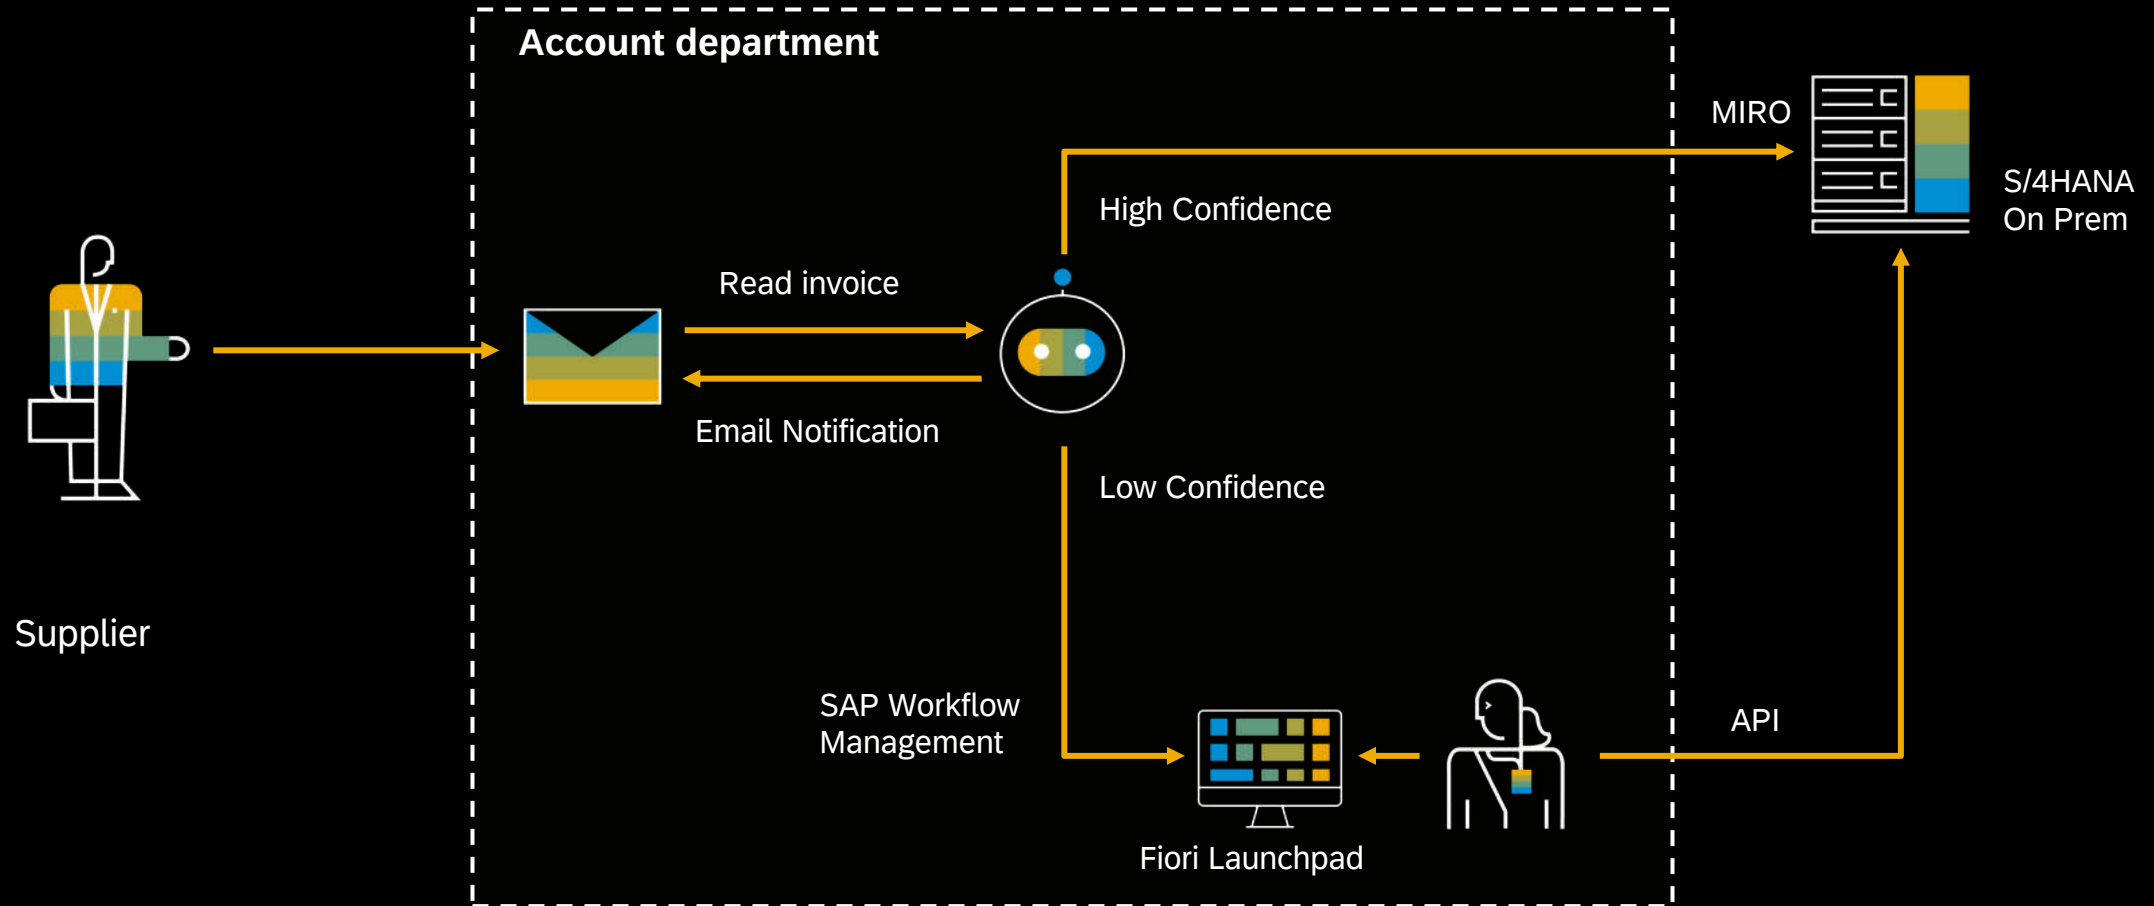 Account department
MIRO
S/4HANA
On Prem
High Confidence
Read invoice
Email Notification
Low Confidence
Supplier
SAP Workflow
Management
API
Fiori Launchpad